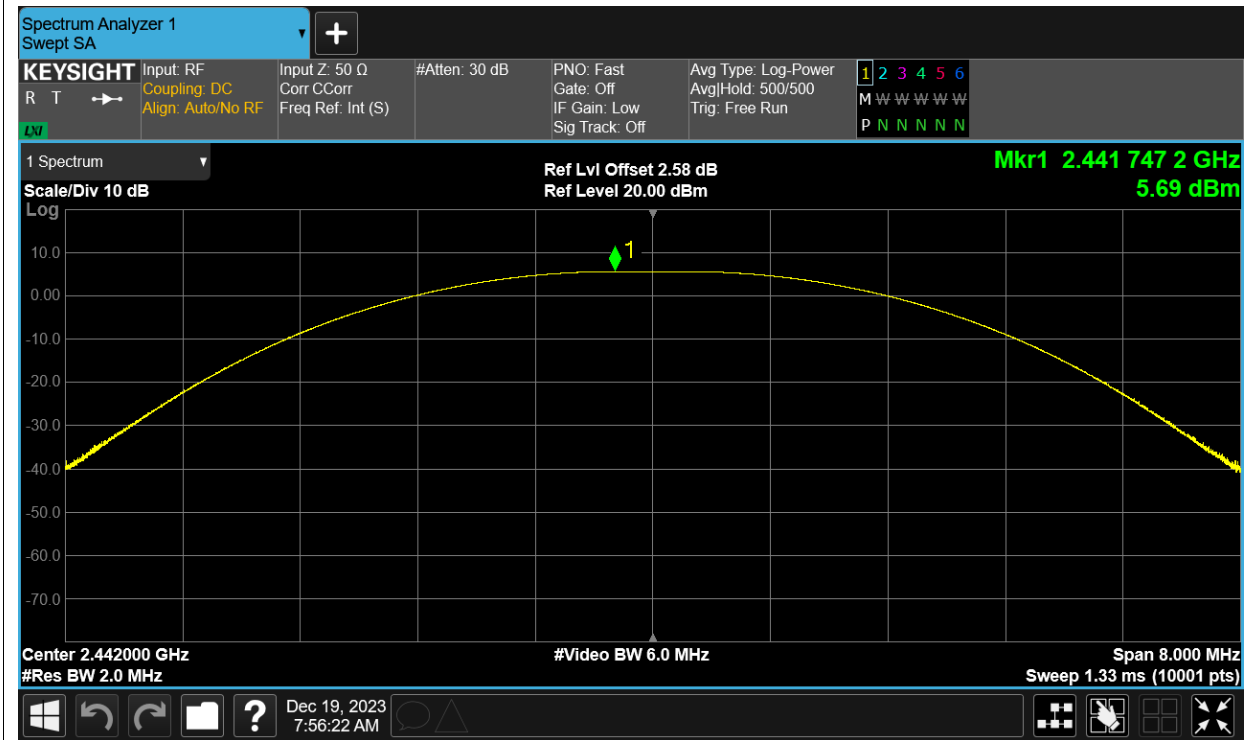 Spectrum Analyzer 1
Swept SA
KEYSIGHT
R T
LXI
Input: RF
Coupling: DC
Align: Auto/No RF
Input Z: 50 Ω
Corr CCorr
Freq Ref: Int (S)
#Atten: 30 dB
PNO: Fast
Gate: Off
IF Gain: Low
Sig Track: Off
Avg Type: Log-Power
Avg|Hold: 500/500
Trig: Free Run
1 2 3 4 5 6
M W W W W W
P N N N N N N
1 Spectrum
Scale/Div 10 dB
Log
Ref Lvl Offset 2.58 dB
Ref Level 20.00 dBm
Mkr1 2.441 747 2 GHz
5.69 dBm
1
10.0
0.00
-10.0
-20.0
-30.0
-40.0
-50.0
-60.0
-70.0
Center 2.442000 GHz
#Res BW 2.0 MHz
#Video BW 6.0 MHz
Span 8.000 MHz
Sweep 1.33 ms (10001 pts)
?
Dec 19, 2023
7:56:22 AM